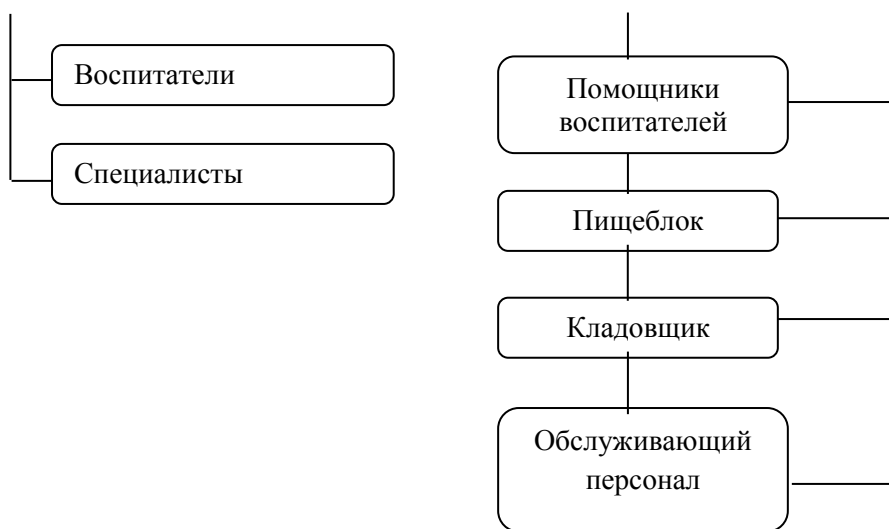 Воспитатели
Специалисты
Помощники
воспитателей
Пищеблок
Кладовщик
Обслуживающий
персонал